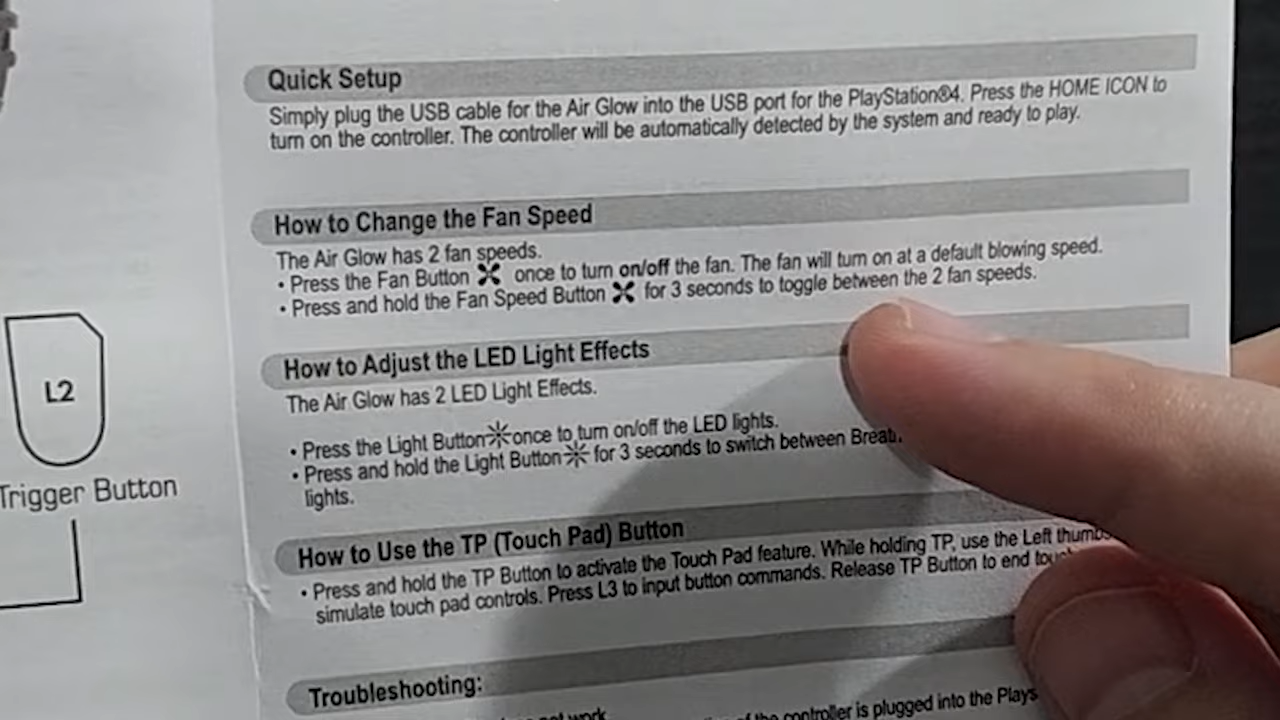 Quick Setup
Simply plug the USB cable for the Air Glow into the USB port for the PlayStation®4. Press the HOME ICON to
turn on the controller. The controller will be automatically detected by the system and ready to play.
How to Change the Fan Speed
The Air Glow has 2 fan speeds.
• Press the Fan Button once to turn on/off the fan. The fan will turn on at a default blowing speed.
• Press and hold the Fan Speed Button for 3 seconds to toggle between the 2 fan speeds.
How to Adjust the LED Light Effects
The Air Glow has 2 LED Light Effects.
• Press the Light Button once to turn on/off the LED lights.
• Press and hold the Light Button for 3 seconds to switch between
lights.
L2
Trigger Button
How to Use the TP (Touch Pad) Button
• Press and hold the TP Button to activate the Touch Pad feature. While holding TP, use the Left
simulate touch pad controls. Press L3 to input button commands. Release TP Button to end
Troubleshooting:
not work
of the controller is plugged into the